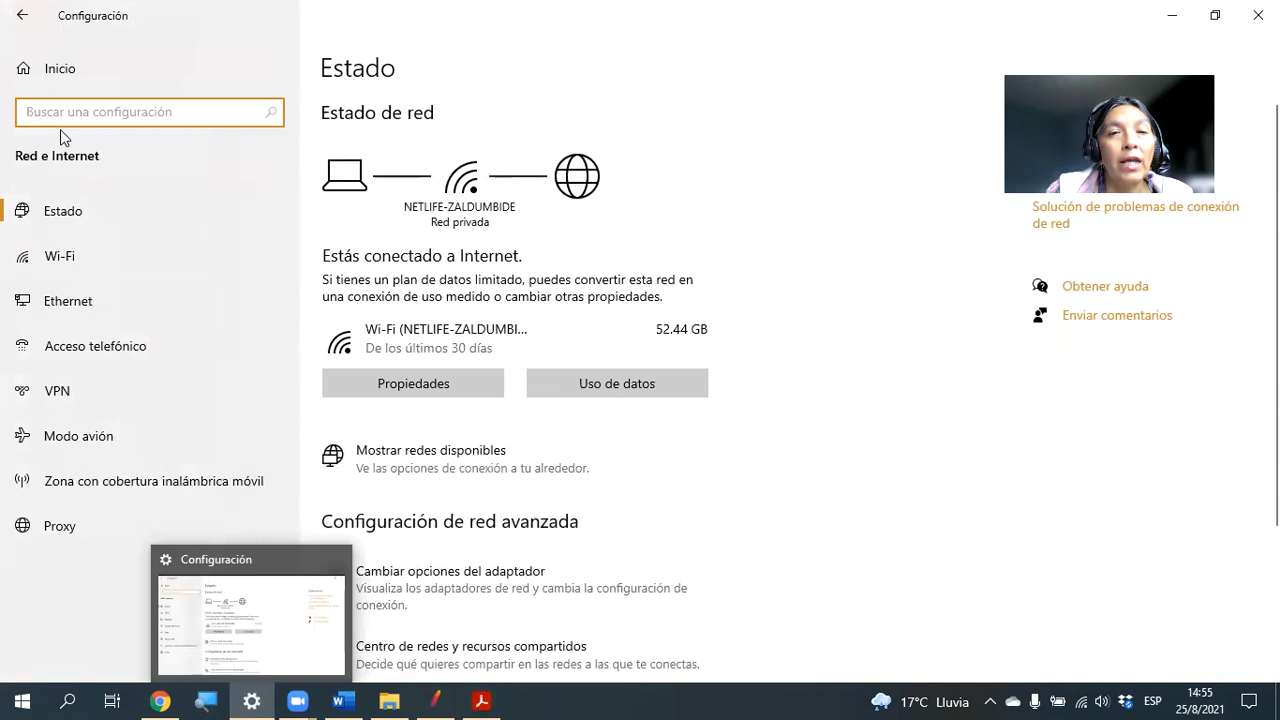 Configuración
Inicio
Buscar una configuración
Red e Internet
Estado
Wi-Fi
Ethernet
Acceso telefónico
VPN
Modo avión
Zona con cobertura inalámbrica móvil
Proxy
Estado
Estado de red
NETLIFE-ZALDUMBIDE
Red privada
Estás conectado a Internet.
Si tienes un plan de datos limitado, puedes convertir esta red en
una conexión de uso medido o cambiar otras propiedades.
Wi-Fi (NETLIFE-ZALDUMBI... 52.44 GB
De los últimos 30 días
Propiedades Uso de datos
Mostrar redes disponibles
Ve las opciones de conexión a tu alrededor.
Configuración de red avanzada
Cambiar opciones del adaptador
Visualiza los adaptadores de red y cambia la configuración de
conexión.
Centro de redes y recursos compartidos
Decide qué quieres compartir en las redes a las que te conectas.
Solución de problemas de conexión
de red
Obtener ayuda
Enviar comentarios
Configuración
17°C Lluvia
ESP
14:55
25/8/2021